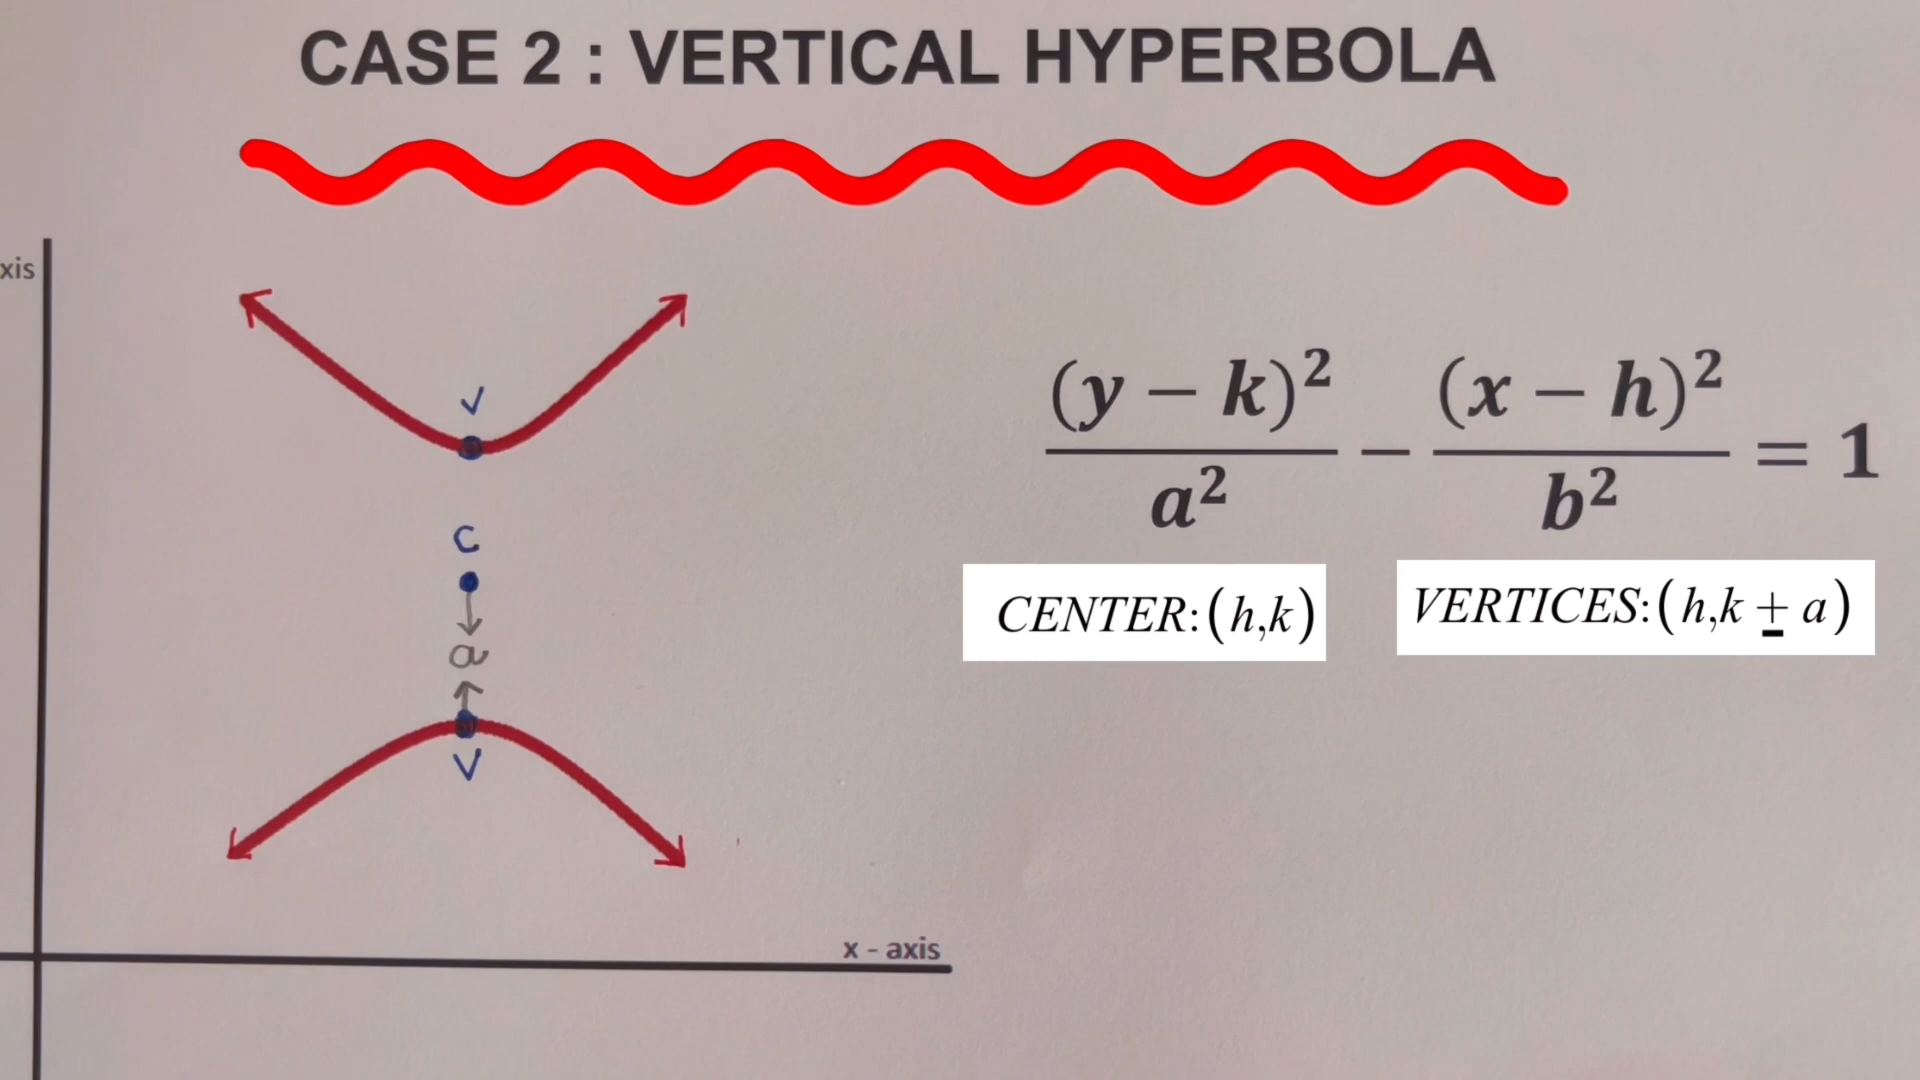 CASE 2 : VERTICAL HYPERBOLA
xis
V
C
a
V
x - axis
(y − k)² / a² − (x − h)² / b² = 1
CENTER: (h,k)
VERTICES: (h,k ± a)